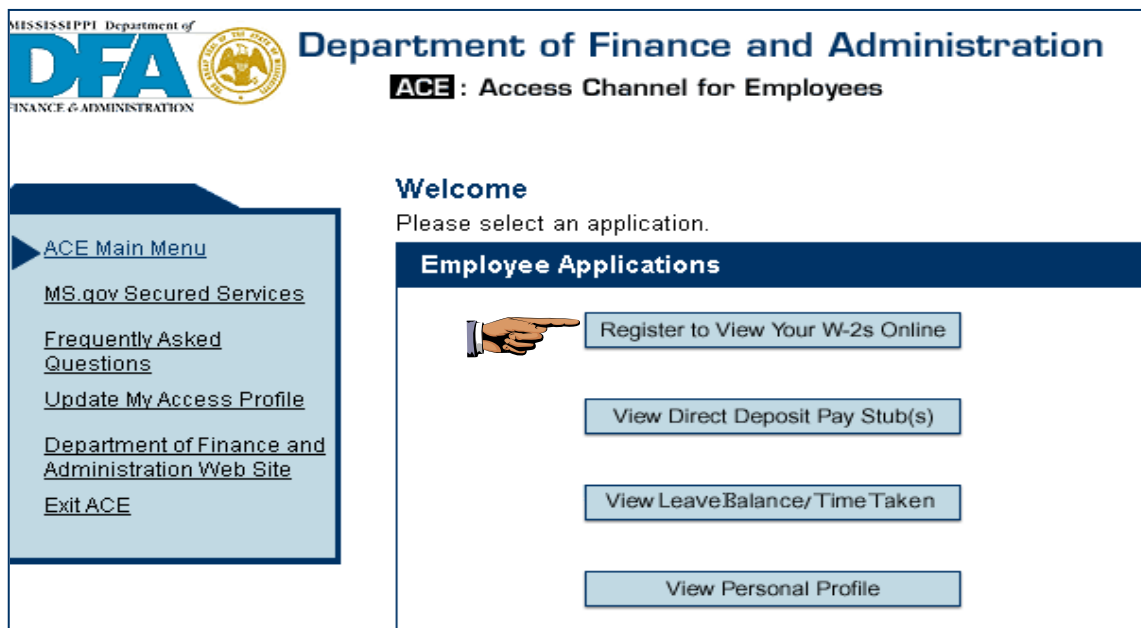 MISSISSIPPI Department of
DFA
FINANCE & ADMINISTRATION
Department of Finance and Administration
ACE : Access Channel for Employees
ACE Main Menu
MS.gov Secured Services
Frequently Asked
Questions
Update My Access Profile
Department of Finance and
Administration Web Site
Exit ACE
Welcome
Please select an application.
Employee Applications
Register to View Your W-2s Online
View Direct Deposit Pay Stub(s)
View Leave Balance/Time Taken
View Personal Profile